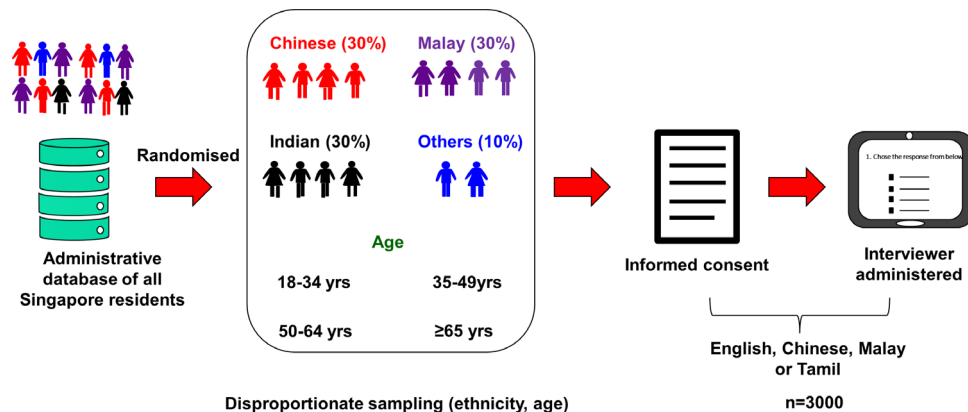 Chinese (30%)
Malay (30%)
Randomised
Indian (30%)
Others (10%)
1. Chose the response from below
Age
Administrative
database of all
Singapore residents
18-34 yrs
35-49yrs
50-64 yrs
≥65 yrs
Informed consent
Interviewer
administered
English, Chinese, Malay
or Tamil
n=3000
Disproportionate sampling (ethnicity, age)